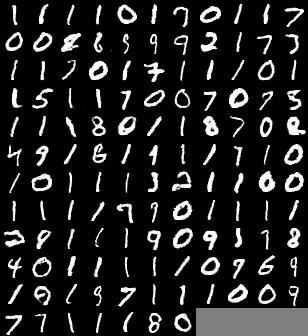 1 1 1 1 0 1 7 0 1 1 7
0 0 2 8 9 9 9 2 1 7 3
1 1 7 0 1 7 1 1 1 0 1
1 5 1 1 7 0 0 7 0 7 5
1 1 1 8 0 1 1 8 7 0 8
4 9 1 6 1 9 1 1 7 1 0
1 0 1 1 1 3 2 1 1 0 0
1 1 1 1 7 9 0 1 1 1 1
2 8 1 1 1 9 0 9 5 1 8
4 0 1 1 1 1 1 0 9 6 9
1 0 1 9 7 1 1 1 0 0 9
7 7 1 1 1 8 0